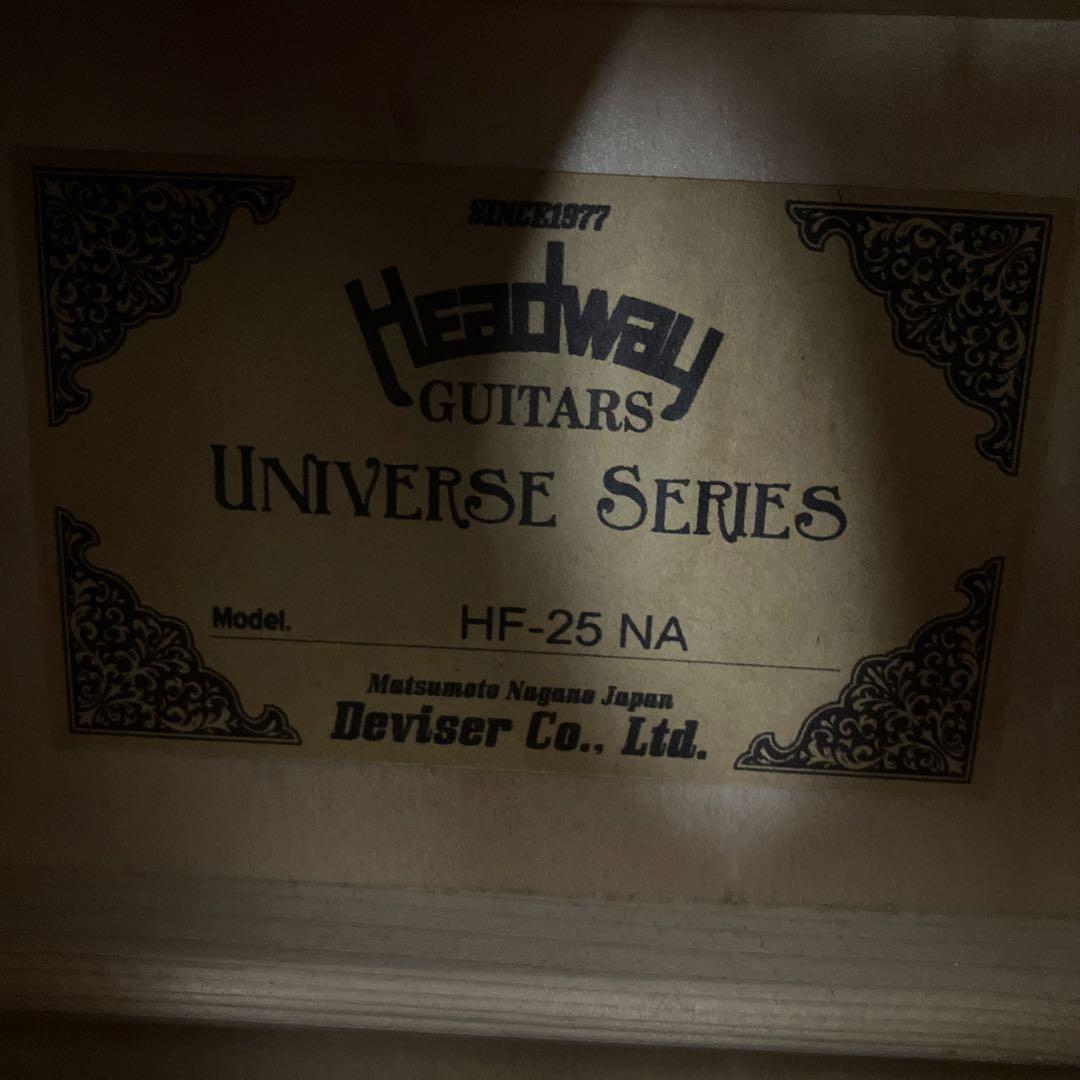 SINCE1977
Headway
GUITARS
UNIVERSE SERIES
Model. HF-25 NA
Matsumoto Nagano Japan
Deviser Co., Ltd.